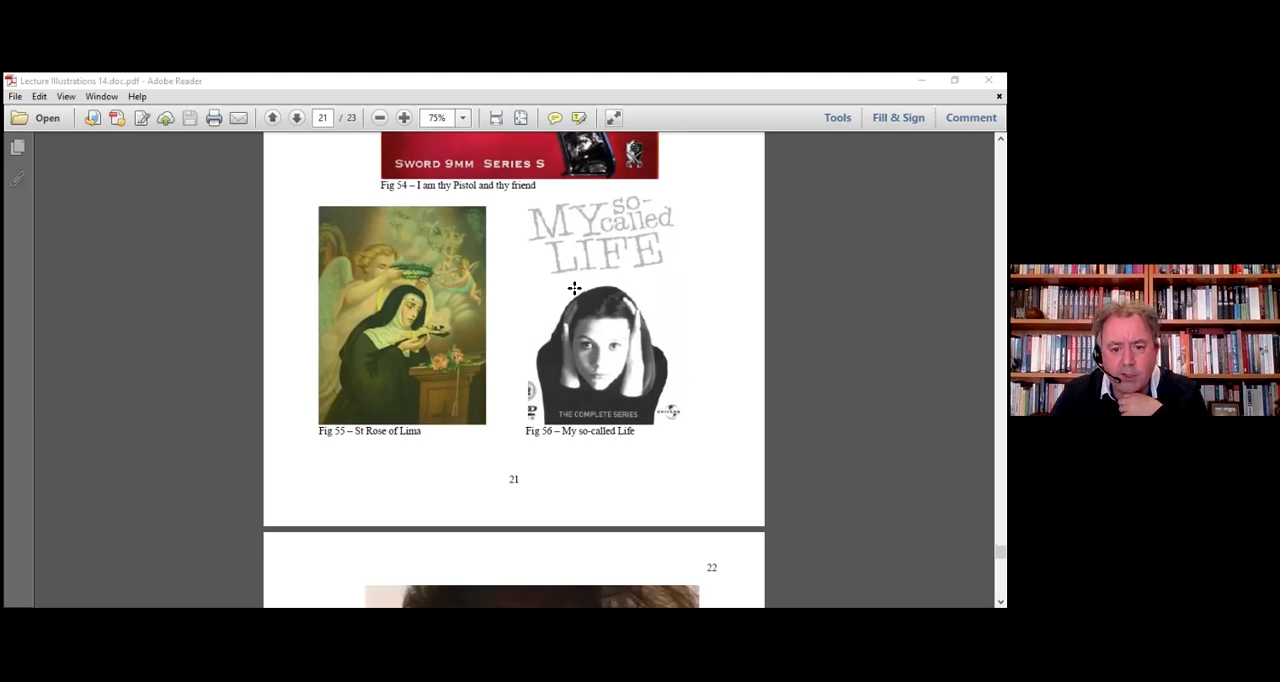 Lecture Illustrations 14.doc.pdf - Adobe Reader
File Edit View Window Help
Open 21 / 23 75% Tools Fill & Sign Comment
SWORD 9MM SERIES S
Fig 54 – I am thy Pistol and thy friend
MY so-called LIFE
THE COMPLETE SERIES
Fig 55 – St Rose of Lima
Fig 56 – My so-called Life
21
22